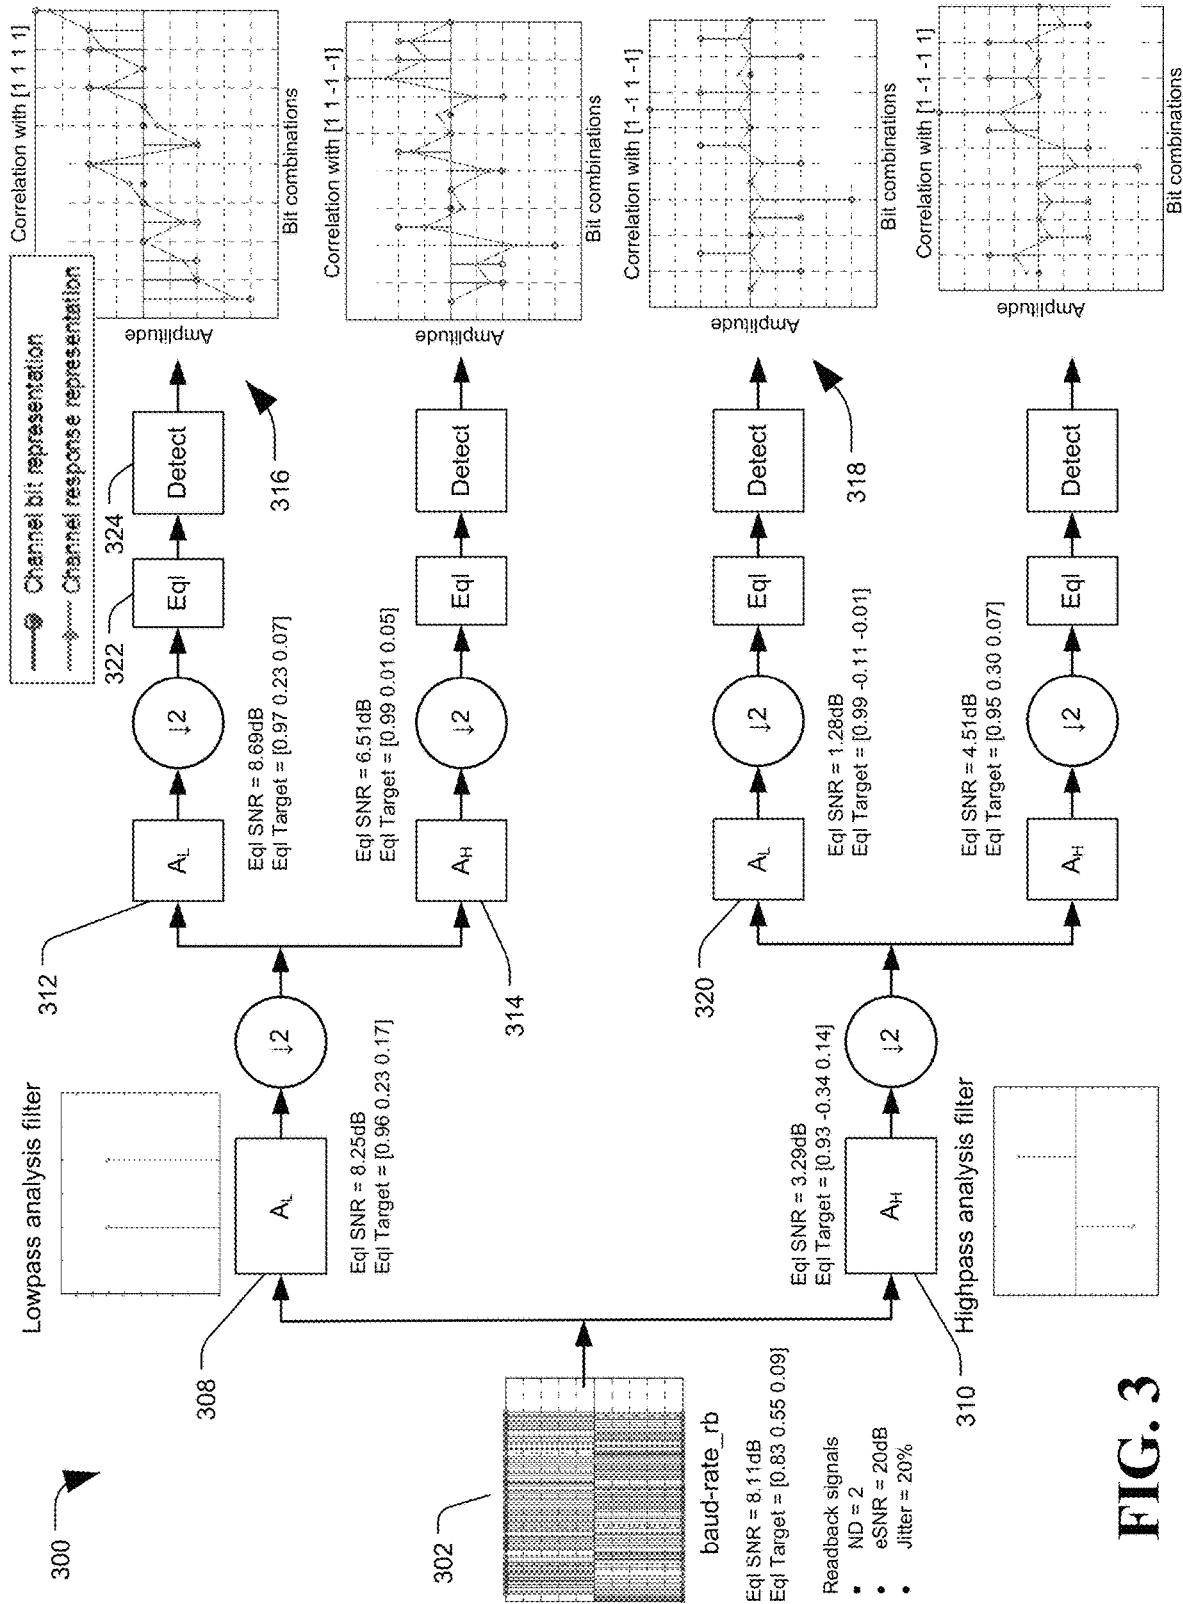 300
302
baud-rate_rb
Eql SNR = 8.11dB
Eql Target = [0.83 0.55 0.09]
Readback signals
• ND = 2
• eSNR = 20dB
• Jitter = 20%
Lowpass analysis filter
308
A_L
↓2
Eql SNR = 8.25dB
Eql Target = [0.96 0.23 0.17]
Eql SNR = 3.29dB
Eql Target = [0.93 -0.34 0.14]
310
A_H
↓2
Highpass analysis filter
312
A_L
↓2
322
Eql
324
Detect
316
Eql SNR = 8.69dB
Eql Target = [0.97 0.23 0.07]
Eql SNR = 6.51dB
Eql Target = [0.99 0.01 0.05]
314
A_H
↓2
Eql
Detect
320
A_L
↓2
Eql
Detect
318
Eql SNR = 1.28dB
Eql Target = [0.99 -0.11 -0.01]
Eql SNR = 4.51dB
Eql Target = [0.95 0.30 0.07]
A_H
↓2
Eql
Detect
Channel bit representation
Channel response representation
Correlation with [1 1 1 1]
Amplitude
Bit combinations
Correlation with [1 1 -1 -1]
Amplitude
Bit combinations
Correlation with [1 -1 1 -1]
Amplitude
Bit combinations
Correlation with [1 -1 -1 1]
Amplitude
Bit combinations
FIG. 3